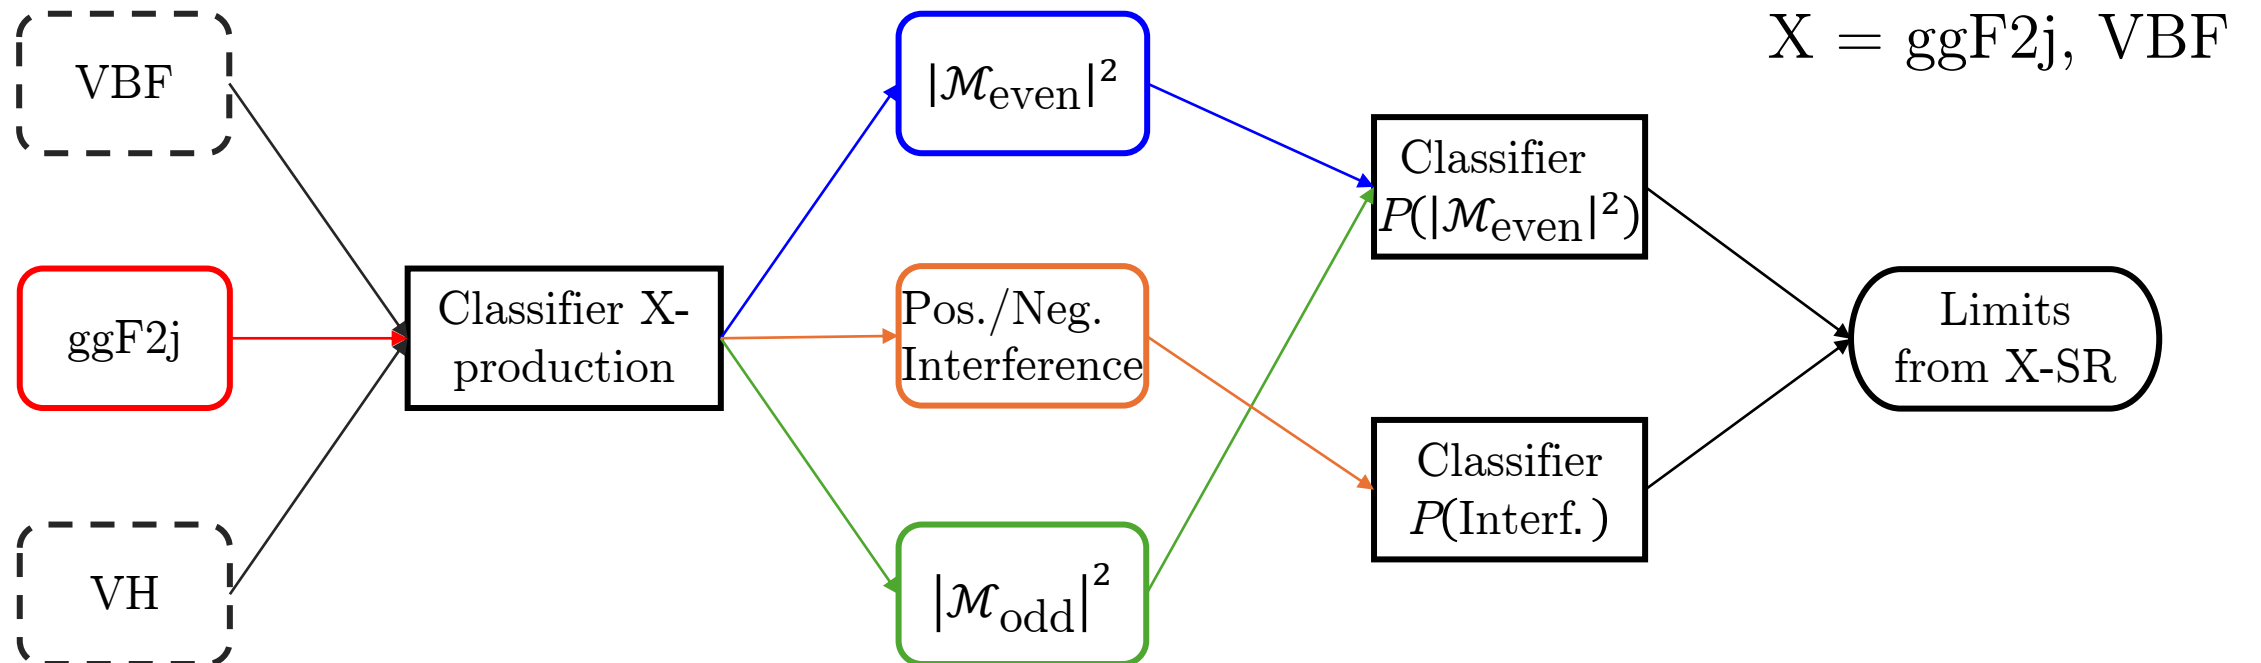 X = ggF2j, VBF
VBF
ggF2j
VH
Classifier X-
production
|ℳeven|²
Pos./Neg.
Interference
|ℳodd|²
Classifier
P(|ℳeven|²)
Classifier
P(Interf.)
Limits
from X-SR